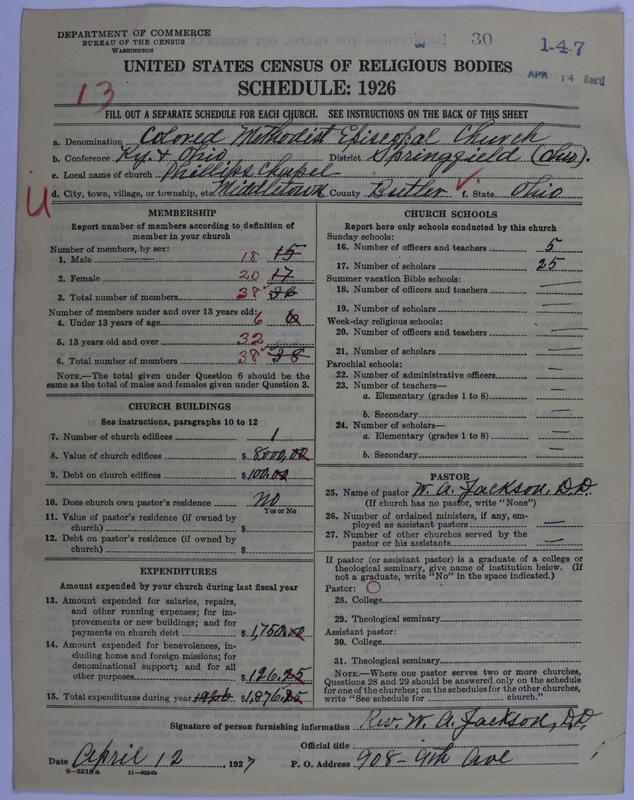 DEPARTMENT OF COMMERCE
BUREAU OF THE CENSUS
WASHINGTON
30
1-4-7
APR 14 Rec'd
UNITED STATES CENSUS OF RELIGIOUS BODIES
SCHEDULE: 1926
13
FILL OUT A SEPARATE SCHEDULE FOR EACH CHURCH. SEE INSTRUCTIONS ON THE BACK OF THIS SHEET
a. Denomination Colored Methodist Episcopal Church
b. Conference Ky. & Ohio District Springfield (Ohio).
c. Local name of church Phillips Chapel
U
d. City, town, village, or township, etc. Middletown County Butler f. State Ohio
MEMBERSHIP
Report number of members according to definition of
member in your church
Number of members, by sex:
1. Male 18 15
2. Female 20 17
3. Total number of members 38 36
Number of members under and over 13 years old:
4. Under 13 years of age 6 6
5. 13 years old and over 32
6. Total number of members 38 38
NOTE.—The total given under Question 6 should be
same as the total of males and females given under Question 3.
CHURCH BUILDINGS
See instructions, paragraphs 10 to 12
7. Number of church edifices 1
8. Value of church edifices $ 8000,00
9. Debt on church edifices $ 100.00
10. Does church own pastor's residence? No
Yes or No
11. Value of pastor's residence (if owned by
church) $
12. Debt on pastor's residence (if owned by
church) $
EXPENDITURES
Amount expended by your church during last fiscal year
13. Amount expended for salaries, repairs,
and other running expenses; for im-
provements or new buildings; and for
payments on church debt $ 1,750.00
14. Amount expended for benevolences, in-
cluding home and foreign missions; for
denominational support; and for all
other purposes $ 126.25
15. Total expenditures during year 1926 $ 1,876.25
CHURCH SCHOOLS
Report here only schools conducted by this church
Sunday schools:
16. Number of officers and teachers 5
17. Number of scholars 25
Summer vacation Bible schools:
18. Number of officers and teachers —
19. Number of scholars —
Week-day religious schools:
20. Number of officers and teachers —
21. Number of scholars —
Parochial schools:
22. Number of administrative officers —
23. Number of teachers—
a. Elementary (grades 1 to 8) —
b. Secondary —
24. Number of scholars—
a. Elementary (grades 1 to 8) —
b. Secondary —
PASTOR
25. Name of pastor W. A. Jackson, D.D.
(If church has no pastor, write "None")
26. Number of ordained ministers, if any, em-
ployed as assistant pastors —
27. Number of other churches served by the
pastor or his assistants —
If pastor (or assistant pastor) is a graduate of a college or
theological seminary, give name of institution below. (If
not a graduate, write "No" in the space indicated.)
Pastor: O
28. College
29. Theological seminary
Assistant pastor:
30. College
31. Theological seminary
NOTE.—Where one pastor serves two or more churches,
Questions 28 and 29 should be answered only on the schedule
for one of the churches; on the schedules for the other churches,
write "See schedule for church."
Signature of person furnishing information Rev. W. A. Jackson, D.D.
Official title
Date April 12, 1927 P. O. Address 908-9th Ave
8-5518a 11-9024b